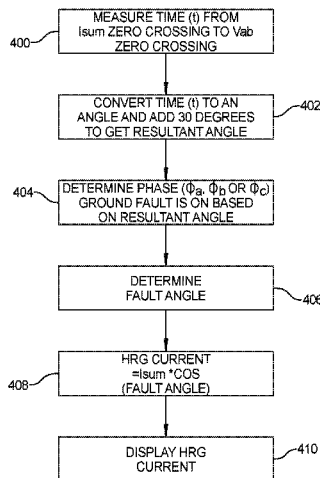 MEASURE TIME (t) FROM
Isum ZERO CROSSING TO Vab
ZERO CROSSING
400
CONVERT TIME (t) TO AN
ANGLE AND ADD 30 DEGREES
TO GET RESULTANT ANGLE
402
DETERMINE PHASE (Φa, Φb OR Φc)
GROUND FAULT IS ON BASED
ON RESULTANT ANGLE
404
DETERMINE
FAULT ANGLE
406
HRG CURRENT
=Isum *COS
(FAULT ANGLE)
408
DISPLAY HRG
CURRENT
410